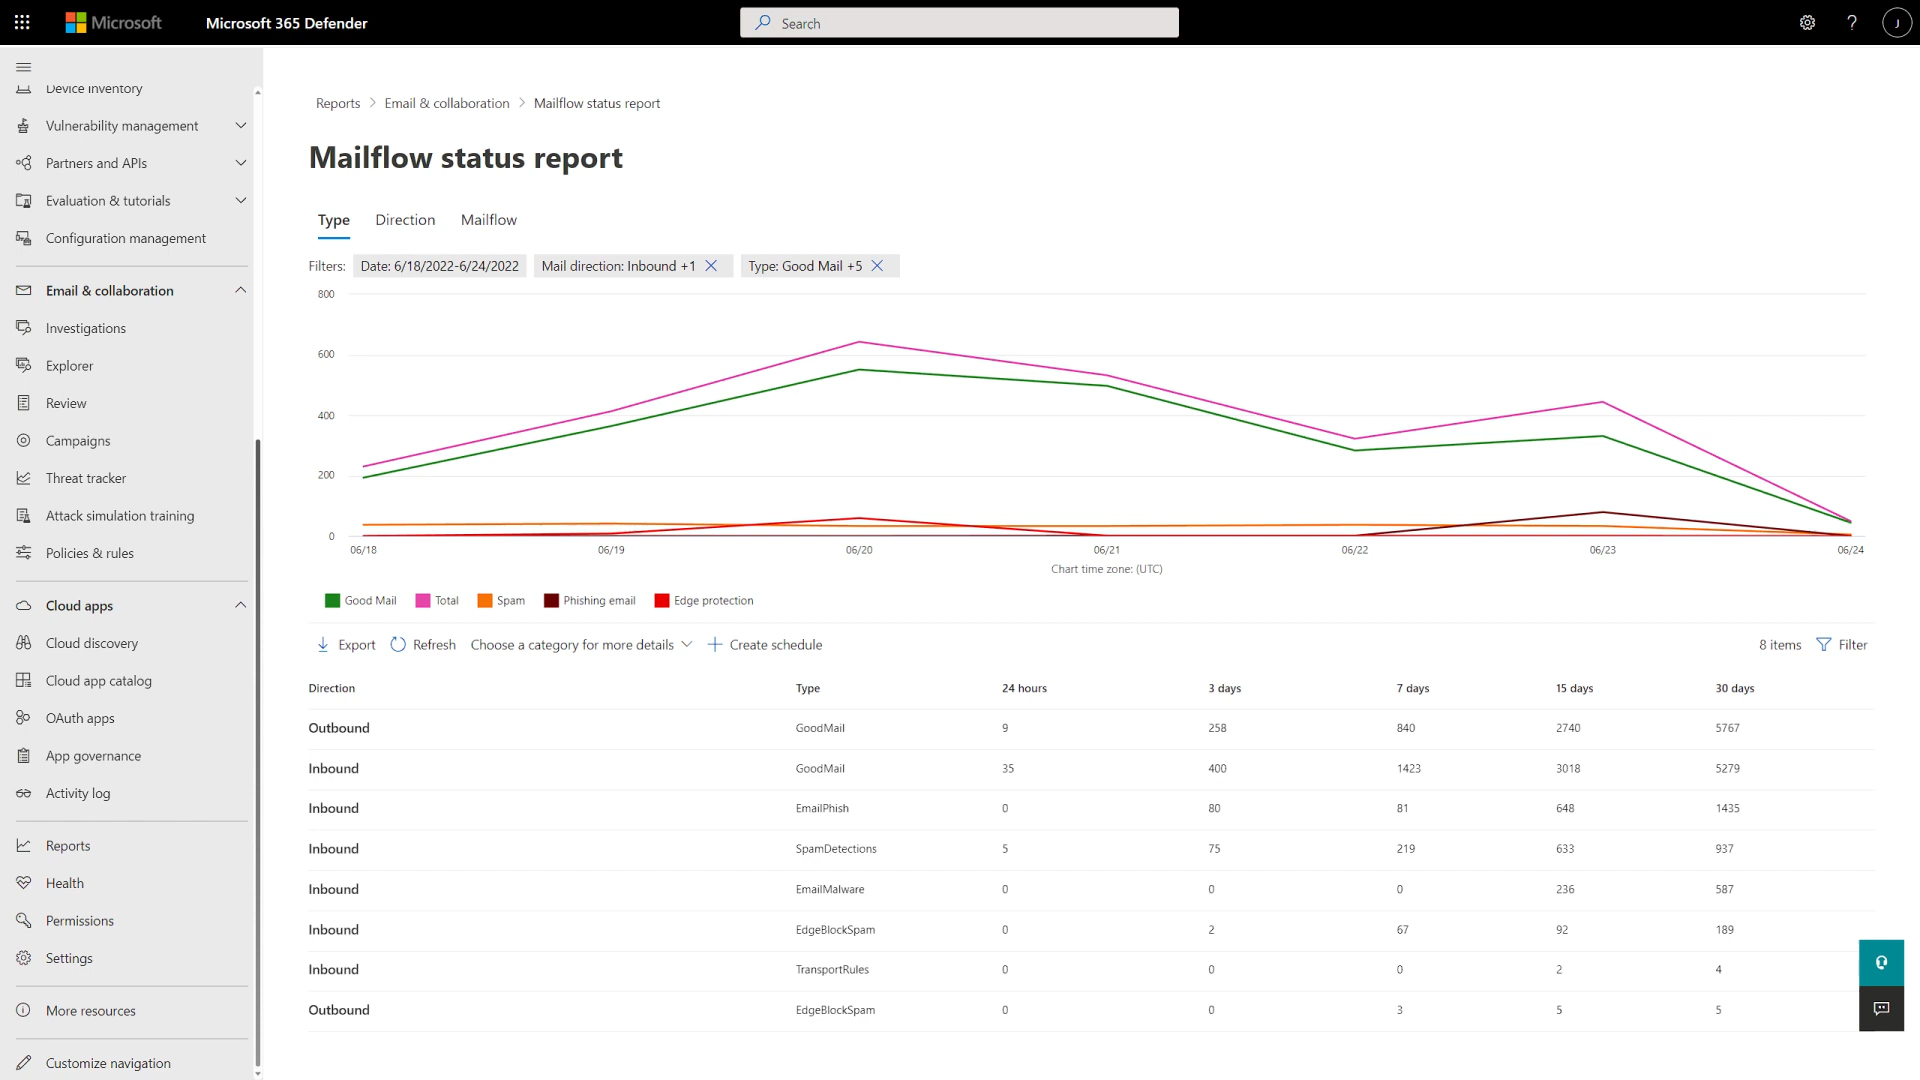 Microsoft
Microsoft 365 Defender
Search
?
J
Device inventory
Vulnerability management
Partners and APIs
Evaluation & tutorials
Configuration management
Email & collaboration
Investigations
Explorer
Review
Campaigns
Threat tracker
Attack simulation training
Policies & rules
Cloud apps
Cloud discovery
Cloud app catalog
OAuth apps
App governance
Activity log
Reports
Health
Permissions
Settings
More resources
Customize navigation
Reports > Email & collaboration > Mailflow status report
Mailflow status report
Type Direction Mailflow
Filters: Date: 6/18/2022-6/24/2022 Mail direction: Inbound +1 Type: Good Mail +5
800
600
400
200
0
06/18 06/19 06/20 06/21 06/22 06/23 06/24
Chart time zone: (UTC)
Good Mail Total Spam Phishing email Edge protection
Export Refresh Choose a category for more details Create schedule 8 items Filter
Direction Type 24 hours 3 days 7 days 15 days 30 days
Outbound GoodMail 9 258 840 2740 5767
Inbound GoodMail 35 400 1423 3018 5279
Inbound EmailPhish 0 80 81 648 1435
Inbound SpamDetections 5 75 219 633 937
Inbound EmailMalware 0 0 0 236 587
Inbound EdgeBlockSpam 0 2 67 92 189
Inbound TransportRules 0 0 0 2 4
Outbound EdgeBlockSpam 0 0 3 5 5